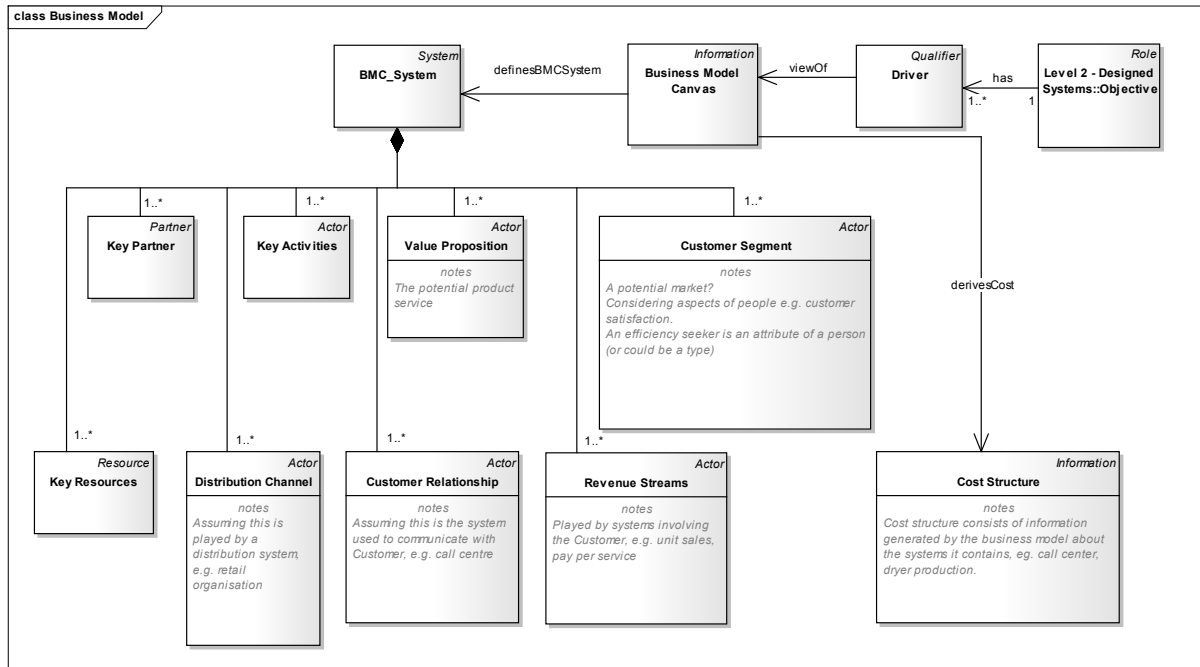 class Business Model
System
BMC_System
definesBMCSystem
Information
Business Model
Canvas
viewOf
Qualifier
Driver
has
1..*
1
Role
Level 2 - Designed
Systems::Objective
1..*
1..*
1..*
1..*
Partner
Key Partner
Actor
Key Activities
Actor
Value Proposition
notes
The potential product
service
Actor
Customer Segment
notes
A potential market?
Considering aspects of people e.g. customer
satisfaction.
An efficiency seeker is an attribute of a person
(or could be a type)
derivesCost
1..*
1..*
1..*
1..*
Resource
Key Resources
Actor
Distribution Channel
notes
Assuming this is
played by a
distribution system,
e.g. retail
organisation
Actor
Customer Relationship
notes
Assuming this is the system
used to communicate with
Customer, e.g. call centre
Actor
Revenue Streams
notes
Played by systems involving
the Customer, e.g. unit sales,
pay per service
Information
Cost Structure
notes
Cost structure consists of information
generated by the business model about
the systems it contains, eg. call center,
dryer production.